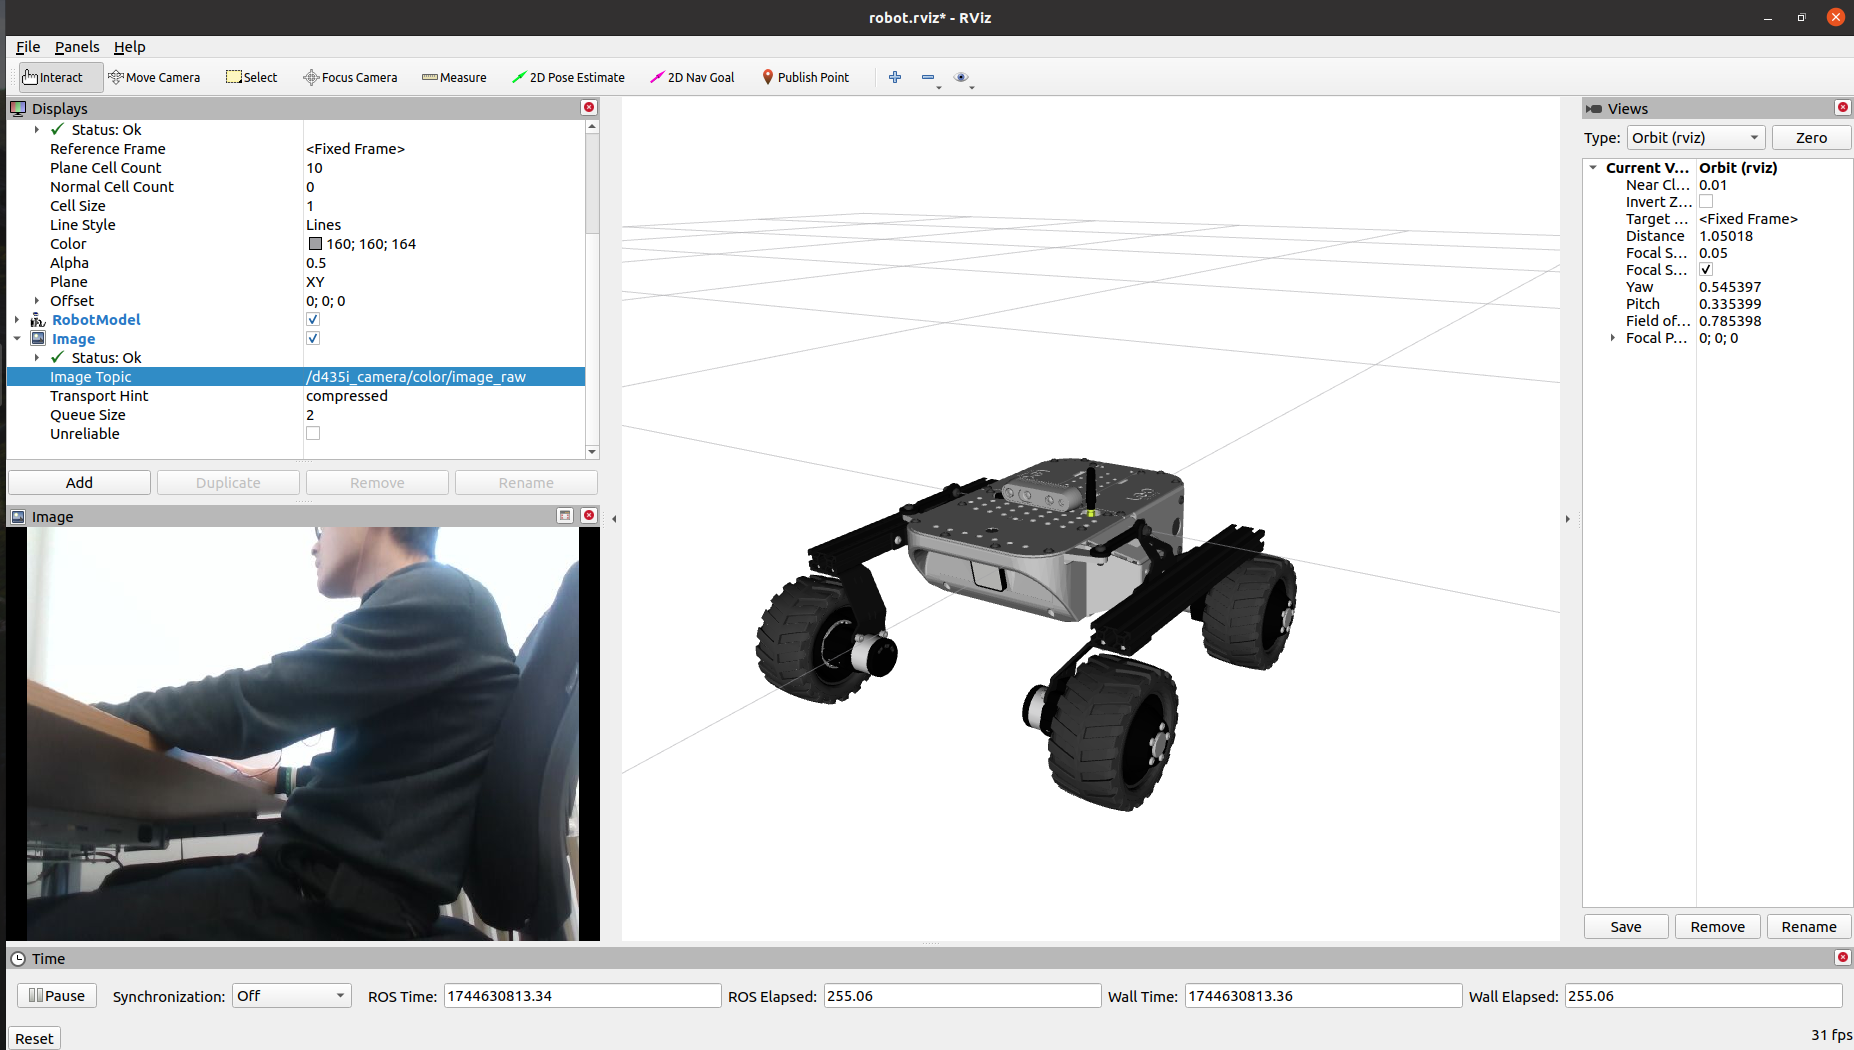 robot.rviz* - RViz
File Panels Help
Interact Move Camera Select Focus Camera Measure 2D Pose Estimate 2D Nav Goal Publish Point
Displays
Status: Ok
Reference Frame <Fixed Frame>
Plane Cell Count 10
Normal Cell Count 0
Cell Size 1
Line Style Lines
Color 160; 160; 164
Alpha 0.5
Plane XY
Offset 0; 0; 0
RobotModel
Image
Status: Ok
Image Topic /d435i_camera/color/image_raw
Transport Hint compressed
Queue Size 2
Unreliable
Add Duplicate Remove Rename
Image
Views
Type: Orbit (rviz) Zero
Current V... Orbit (rviz)
Near Cl... 0.01
Invert Z...
Target ... <Fixed Frame>
Distance 1.05018
Focal S... 0.05
Focal S...
Yaw 0.545397
Pitch 0.335399
Field of... 0.785398
Focal P... 0; 0; 0
Save Remove Rename
Time
Pause Synchronization: Off ROS Time: 1744630813.34 ROS Elapsed: 255.06 Wall Time: 1744630813.36 Wall Elapsed: 255.06
Reset 31 fps